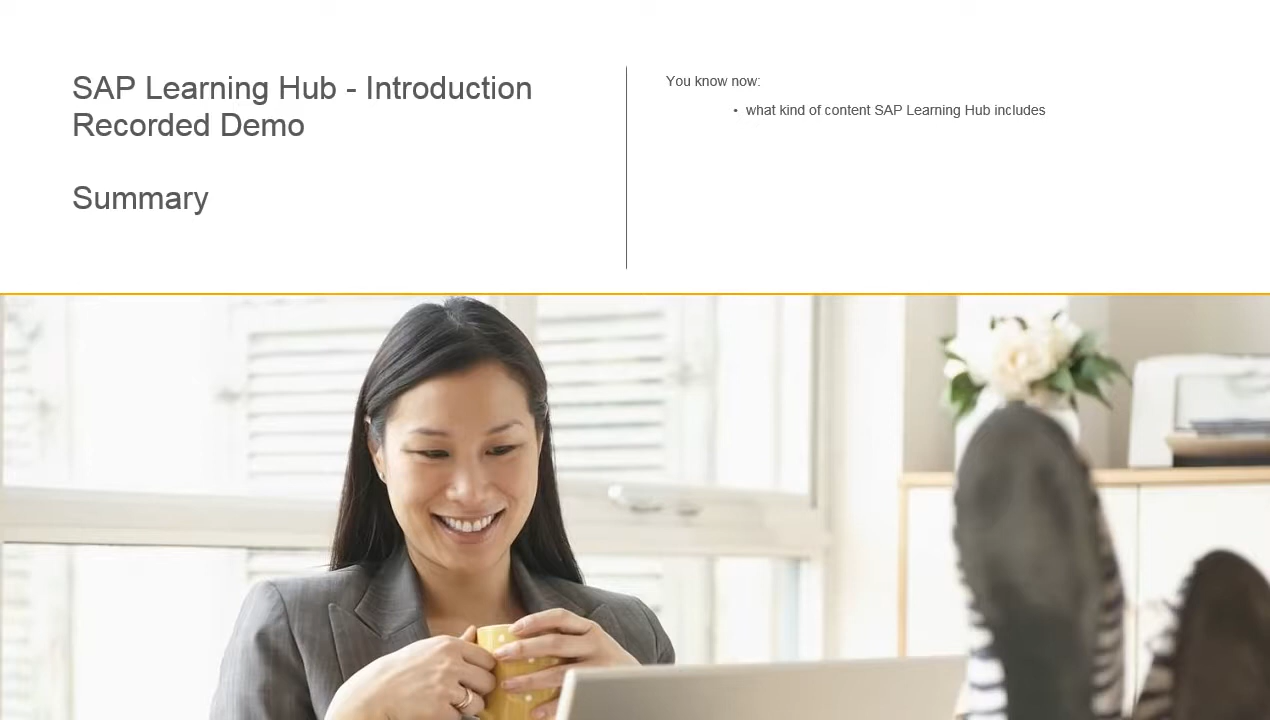 SAP Learning Hub - Introduction
Recorded Demo
Summary
You know now:
• what kind of content SAP Learning Hub includes